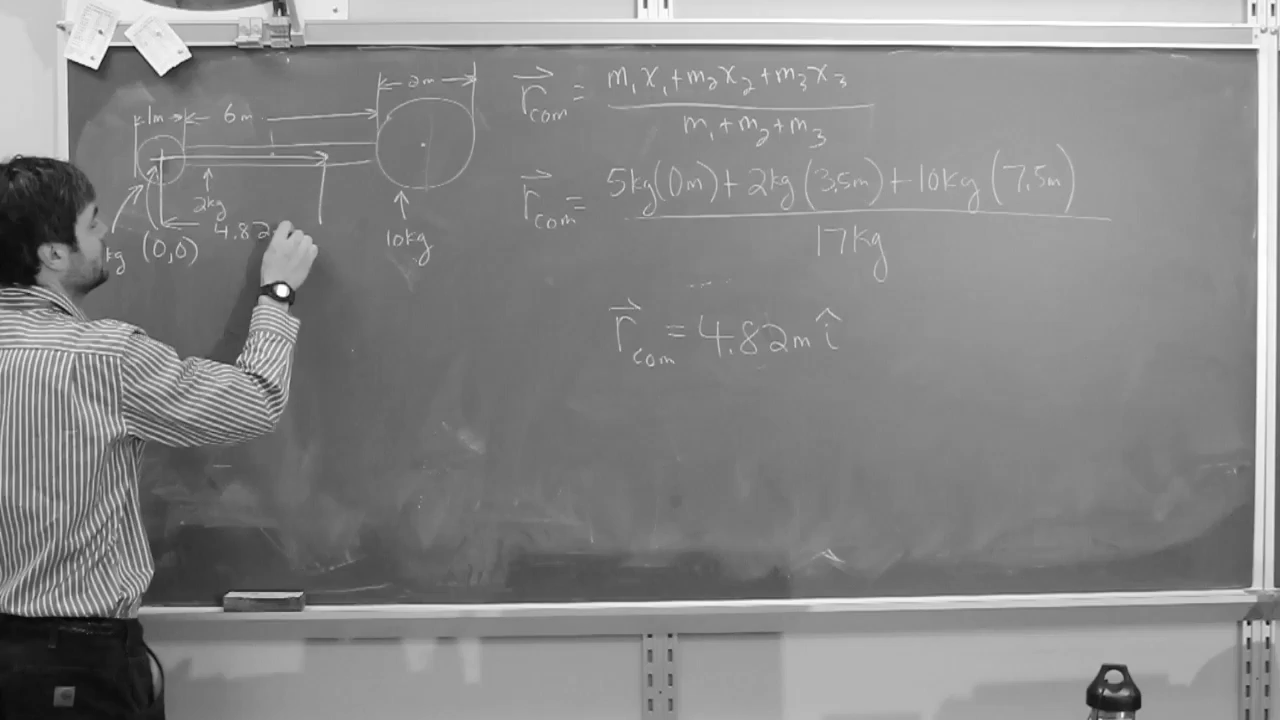 1m 6m 2m
2kg
4.82
kg (0,0) 10kg
r⃗com = m₁x₁+m₂x₂+m₃x₃
m₁+m₂+m₃
r⃗com = 5kg(0m)+2kg(3.5m)+10kg(7.5m)
17kg
r⃗com = 4.82m î